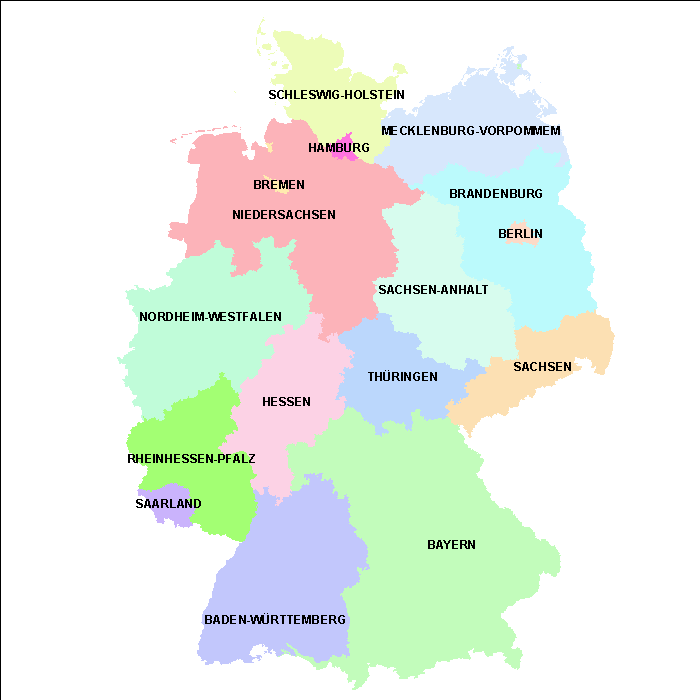 SCHLESWIG-HOLSTEIN
MECKLENBURG-VORPOMMEM
HAMBURG
BREMEN
BRANDENBURG
NIEDERSACHSEN
BERLIN
SACHSEN-ANHALT
NORDHEIM-WESTFALEN
SACHSEN
THÜRINGEN
HESSEN
RHEINHESSEN-PFALZ
SAARLAND
BAYERN
BADEN-WÜRTTEMBERG